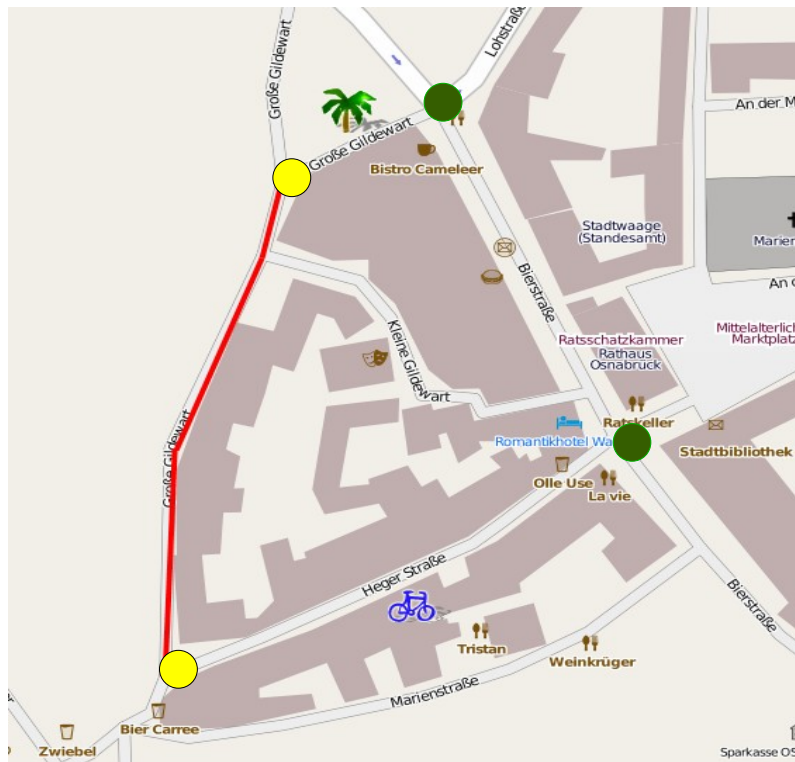 Große Gildewart
Lohstraße
An der M
Große Gildewart
Bistro Cameleer
Stadtwaage
(Standesamt)
Marien
An d
Bierstraße
Mittelalterlich
Marktplatz
Ratsschatzkammer
Rathaus
Osnabrück
Kleine Gildewart
Ratskeller
Romantikhotel Wa
Stadtbibliothek
Große Gildewart
Olle Use
La vie
Heger Straße
Bierstraße
Tristan
Weinkrüger
Marienstraße
Bier Carree
Zwiebel
Sparkasse OS